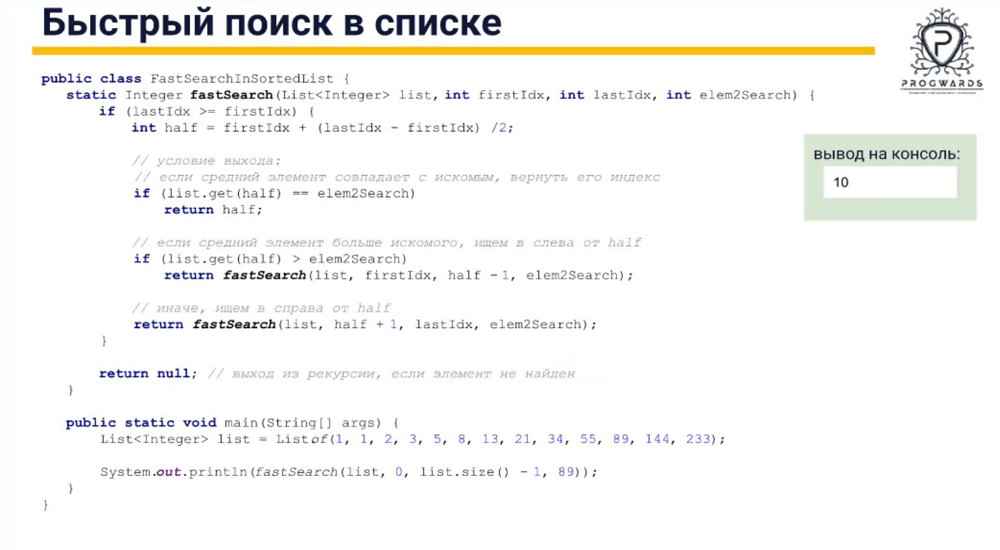 Быстрый поиск в списке
P
PROGWARDS
public class FastSearchInSortedList {
static Integer fastSearch(List<Integer> list, int firstIdx, int lastIdx, int elem2Search) {
if (lastIdx >= firstIdx) {
int half = firstIdx + (lastIdx - firstIdx) /2;
// условие выхода:
// если средний элемент совпадает с искомым, вернуть его индекс
if (list.get(half) == elem2Search)
return half;
// если средний элемент больше искомого, ищем в слева от half
if (list.get(half) > elem2Search)
return fastSearch(list, firstIdx, half - 1, elem2Search);
// иначе, ищем в справа от half
return fastSearch(list, half + 1, lastIdx, elem2Search);
}
return null; // выход из рекурсии, если элемент не найден
}
public static void main(String[] args) {
List<Integer> list = Listof(1, 1, 2, 3, 5, 8, 13, 21, 34, 55, 89, 144, 233);
System.out.println(fastSearch(list, 0, list.size() - 1, 89));
}
}
вывод на консоль:
10